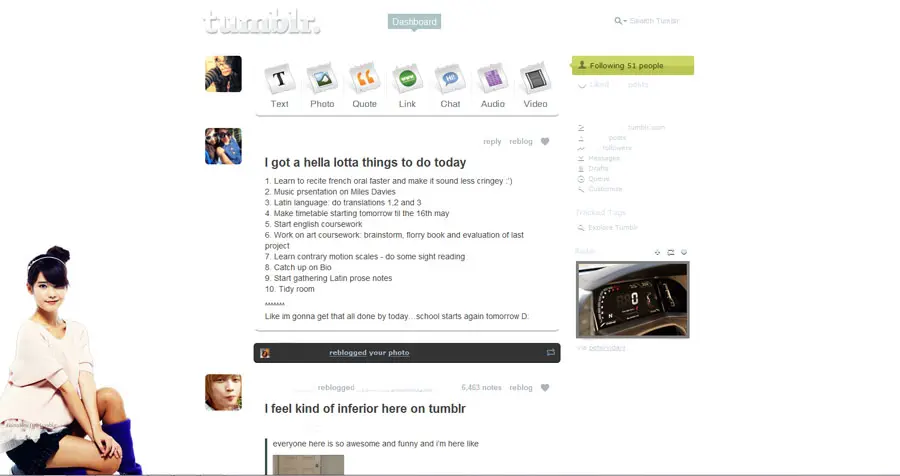 tumblr.
Dashboard
Search Tumblr
Following 51 people
Liked posts
Text Photo Quote Link Chat Audio Video
tumblr.com
posts
followers
Messages
Drafts
Queue
Customize
reply reblog
I got a hella lotta things to do today
1. Learn to recite french oral faster and make it sound less cringey :')
2. Music prsentation on Miles Davies
3. Latin language: do translations 1,2 and 3
4. Make timetable starting tomorrow til the 16th may
5. Start english coursework
6. Work on art coursework: brainstorm, florry book and evaluation of last
project
7. Learn contrary motion scales - do some sight reading
8. Catch up on Bio
9. Start gathering Latin prose notes
10. Tidy room
^^^^^^^
Like im gonna get that all done by today...school starts again tomorrow D:
Tracked Tags
Explore Tumblr
Radar
0
N
via
reblogged your photo
reblogged
6,463 notes reblog
I feel kind of inferior here on tumblr
everyone here is so awesome and funny and i'm here like